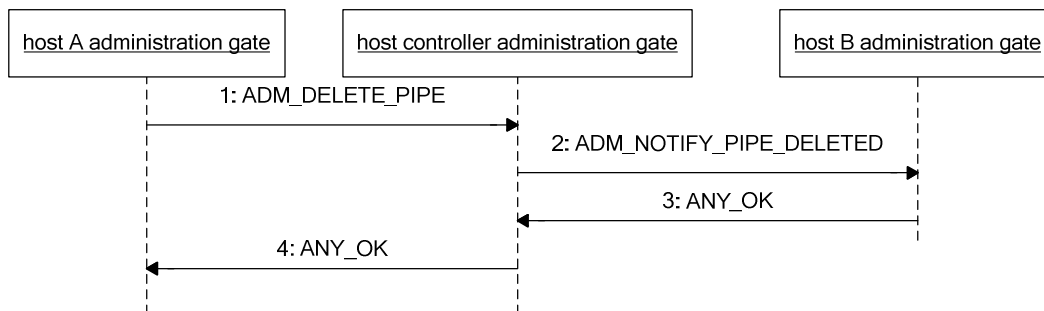 host A administration gate
host controller administration gate
host B administration gate
1: ADM_DELETE_PIPE
2: ADM_NOTIFY_PIPE_DELETED
3: ANY_OK
4: ANY_OK